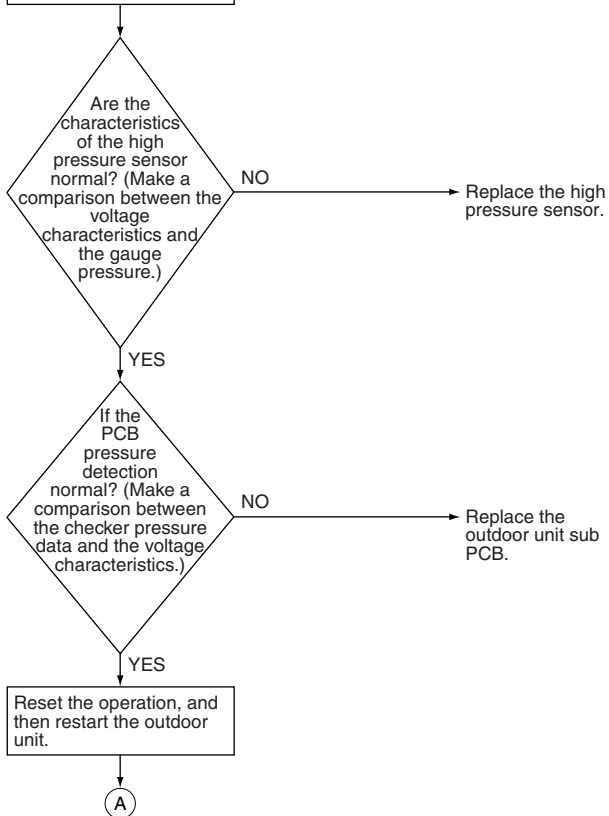 Are the
characteristics
of the high
pressure sensor
normal? (Make a
comparison between the
voltage
characteristics and
the gauge
pressure.)
NO
Replace the high
pressure sensor.
YES
If the
PCB
pressure
detection
normal? (Make a
comparison between
the checker pressure
data and the voltage
characteristics.)
NO
Replace the
outdoor unit sub
PCB.
YES
Reset the operation, and
then restart the outdoor
unit.
A